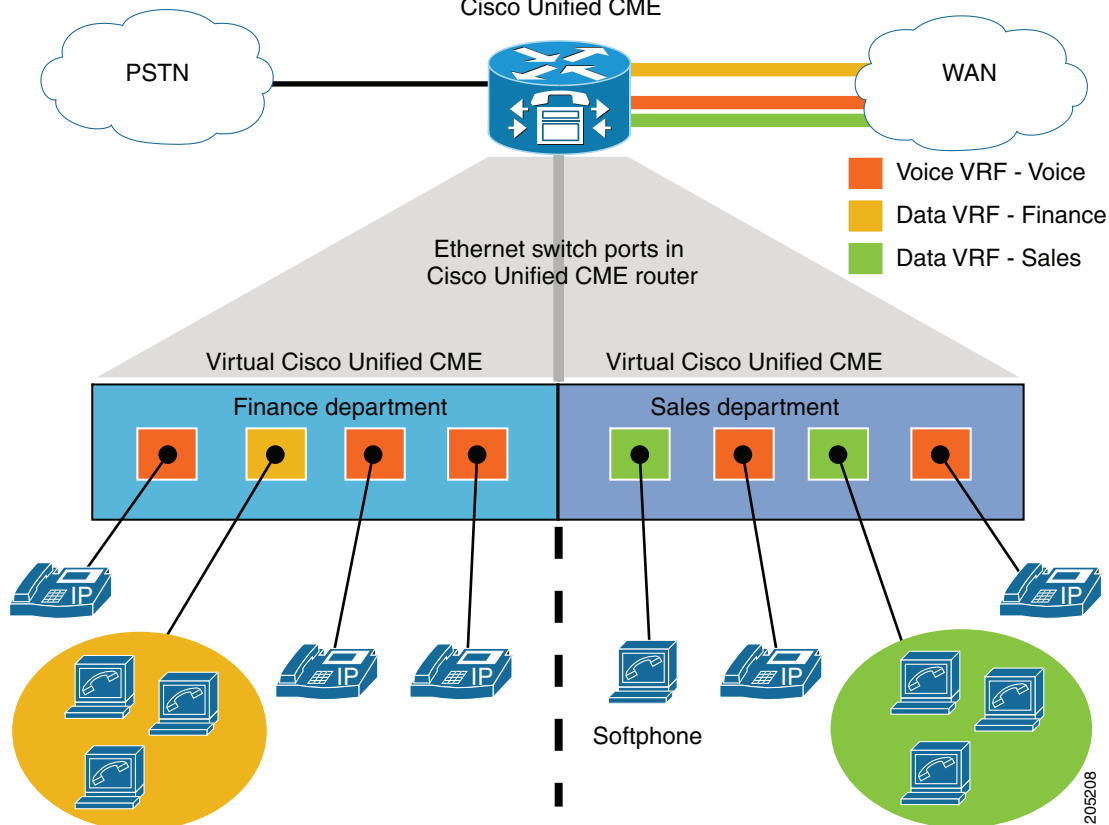 Cisco Unified CME
PSTN
WAN
Voice VRF - Voice
Data VRF - Finance
Data VRF - Sales
Ethernet switch ports in
Cisco Unified CME router
Virtual Cisco Unified CME
Virtual Cisco Unified CME
Finance department
Sales department
IP
IP
IP
IP
IP
Softphone
205208